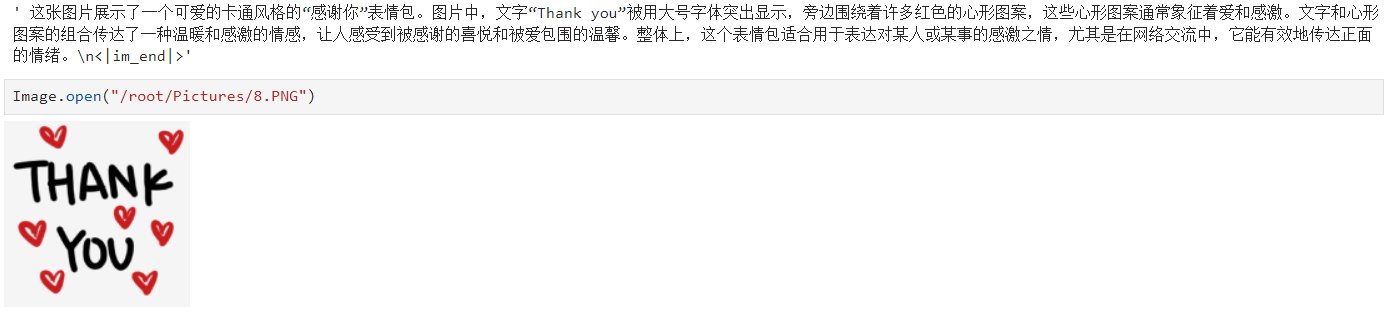 ' 这张图片展示了一个可爱的卡通风格的“感谢你”表情包。图片中，文字“Thank you”被用大号字体突出显示，旁边围绕着许多红色的心形图案，这些心形图案通常象征着爱和感激。文字和心形
图案的组合传达了一种温暖和感激的情感，让人感受到被感谢的喜悦和被爱包围的温馨。整体上，这个表情包适合用于表达对某人或某事的感激之情，尤其是在网络交流中，它能有效地传达正面
的情绪。\n<|im_end|>'
Image.open("/root/Pictures/8.PNG")
THANK
YOU